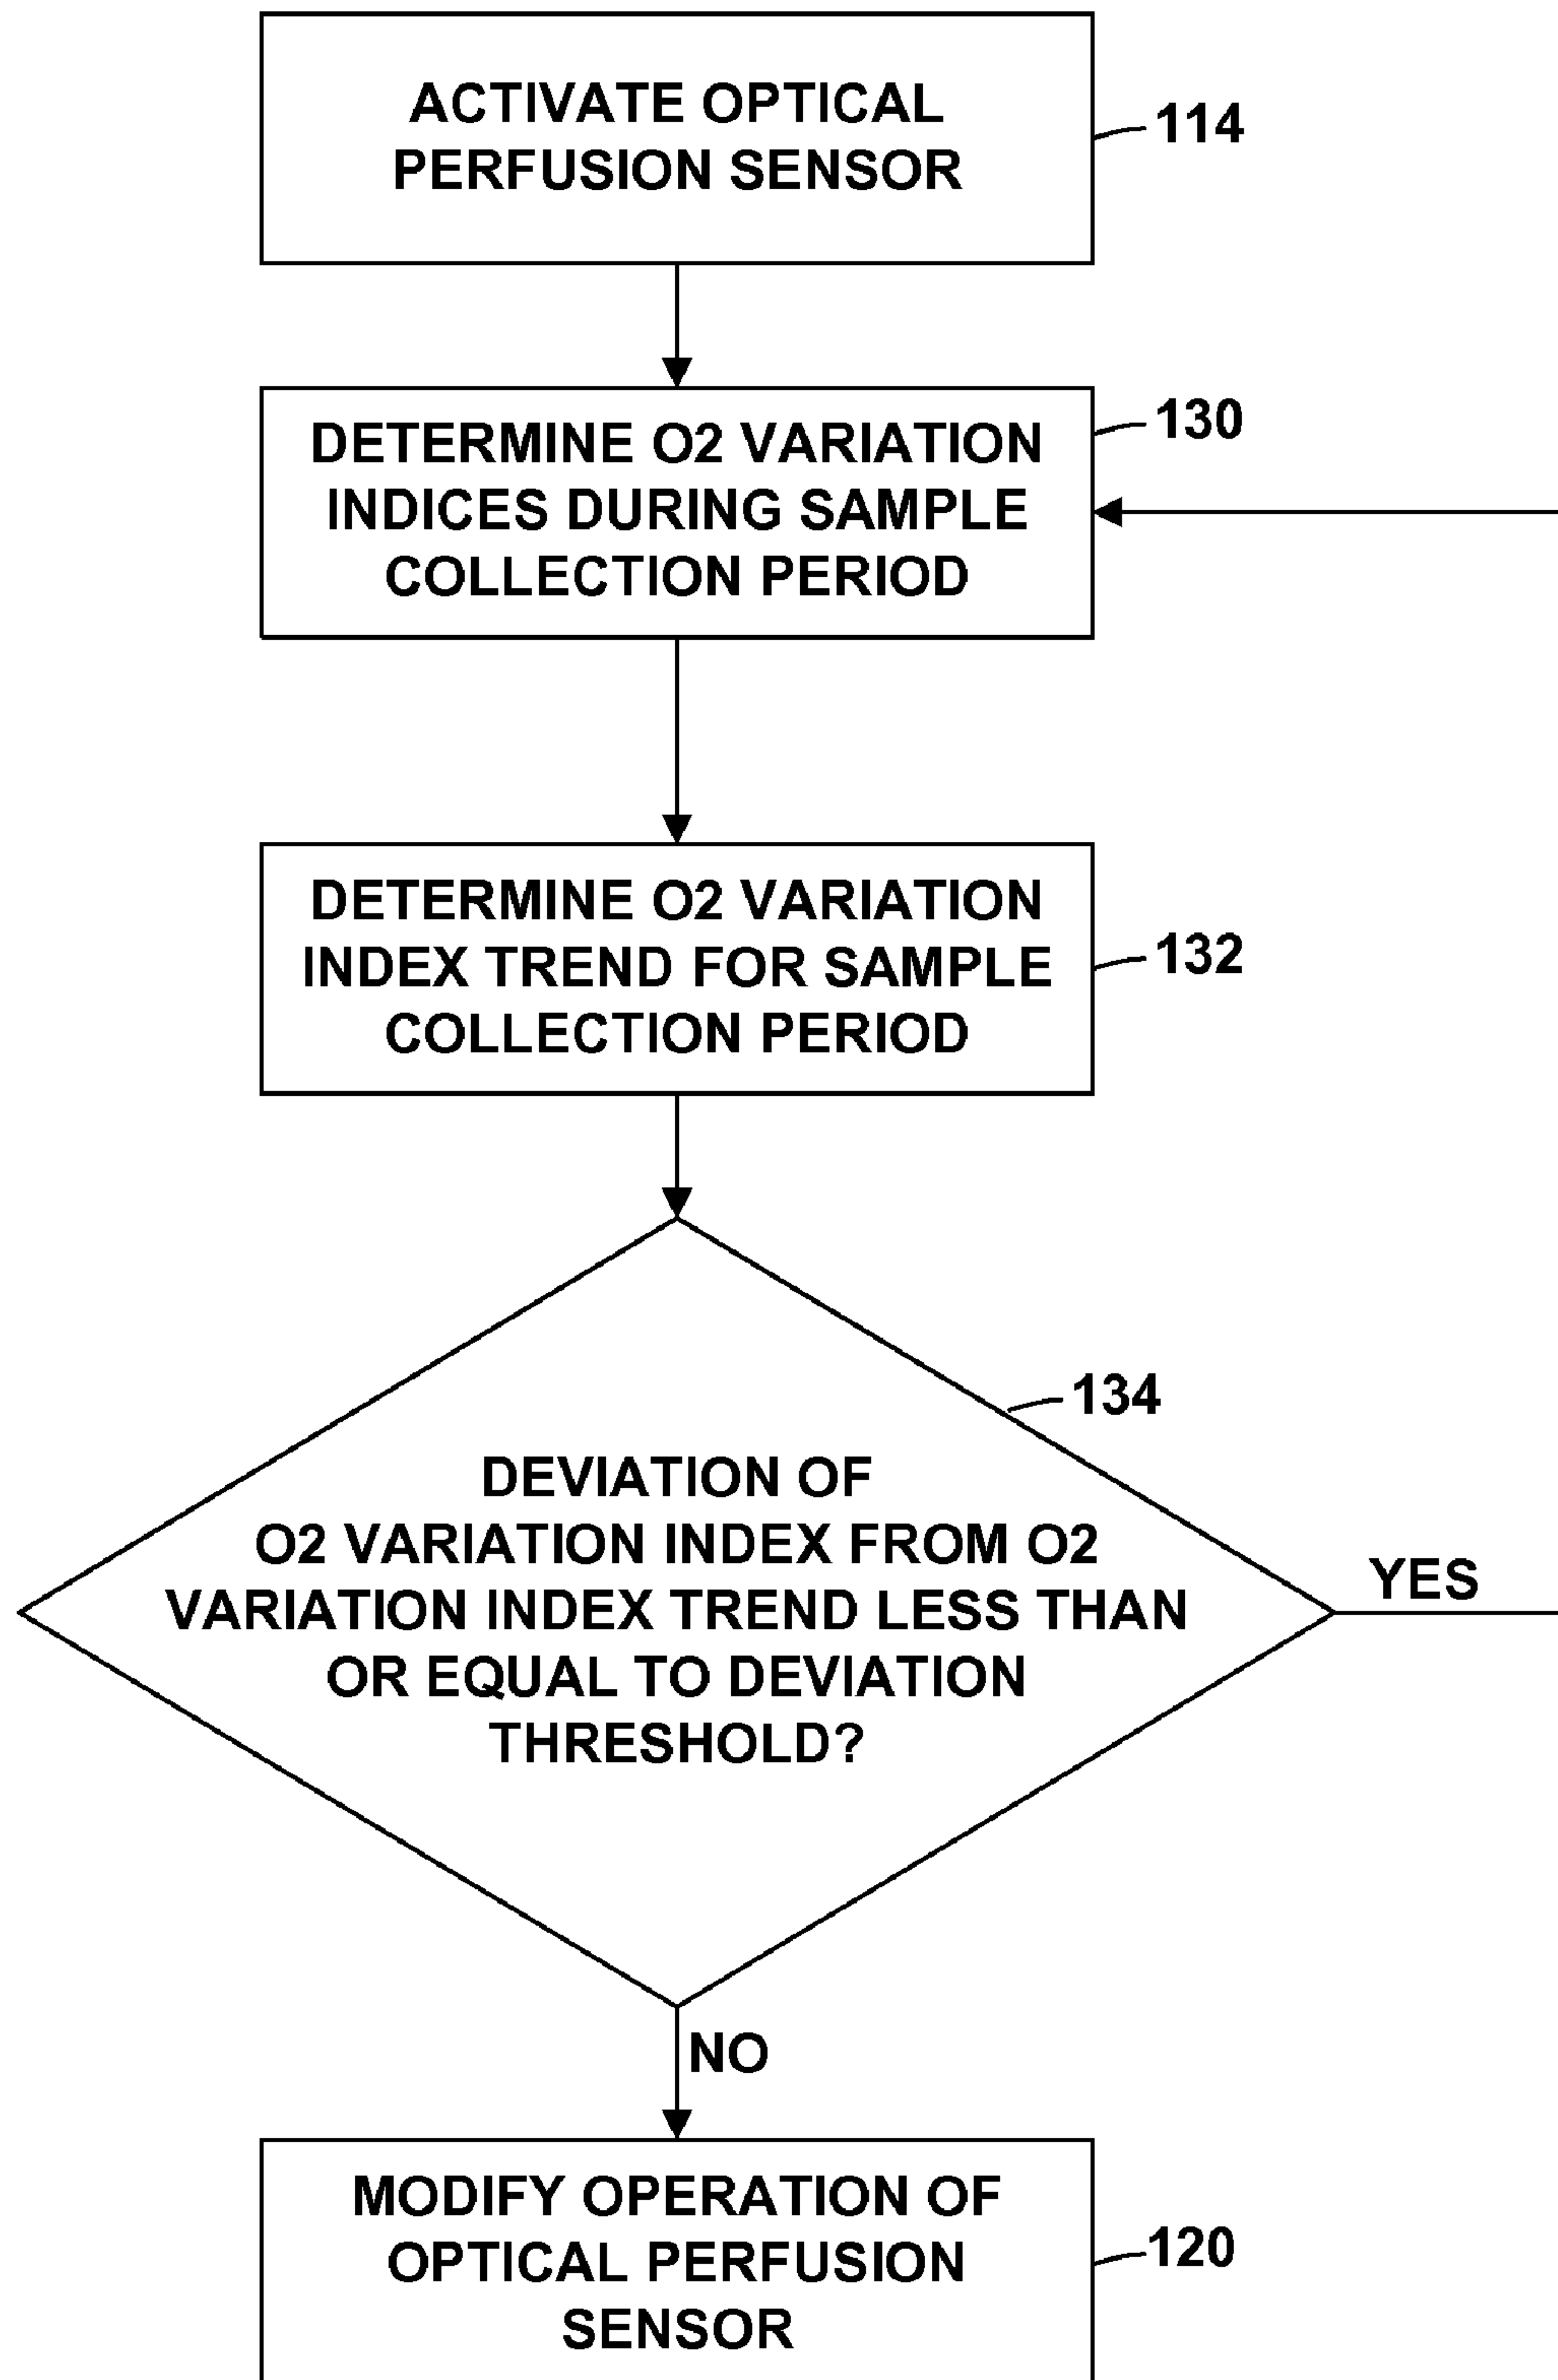 ACTIVATE OPTICAL
PERFUSION SENSOR
114
DETERMINE O2 VARIATION
INDICES DURING SAMPLE
COLLECTION PERIOD
130
DETERMINE O2 VARIATION
INDEX TREND FOR SAMPLE
COLLECTION PERIOD
132
134
DEVIATION OF
O2 VARIATION INDEX FROM O2
VARIATION INDEX TREND LESS THAN
OR EQUAL TO DEVIATION
THRESHOLD?
YES
NO
MODIFY OPERATION OF
OPTICAL PERFUSION
SENSOR
120